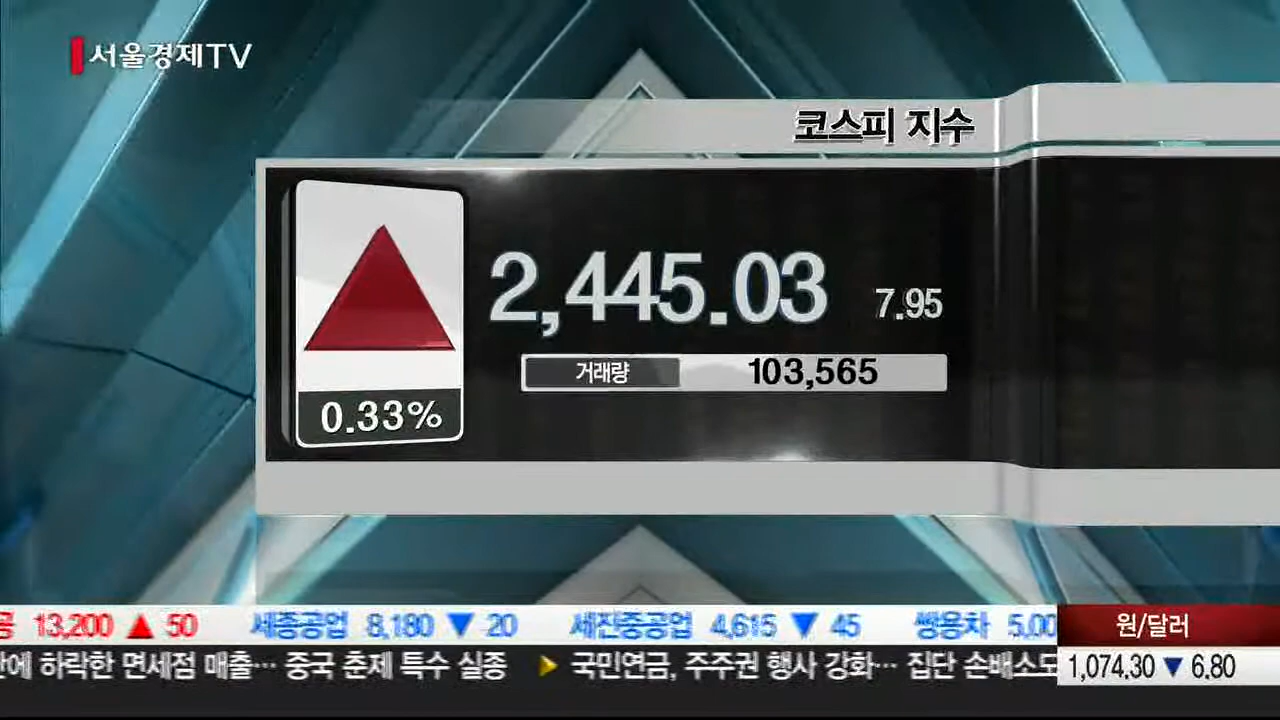 서울경제TV
코스피 지수
▲ 2,445.03 7.95
거래량 103,565
0.33%
13,200 ▲ 50 세종공업 8,180 ▼ 20 세진중공업 4,615 ▼ 45 쌍용차 5,00
원/달러
에 하락한 면세점 매출… 중국 춘제 특수 실종 ▶ 국민연금, 주주권 행사 강화… 집단 손배소도
1,074.30 ▼ 6.80